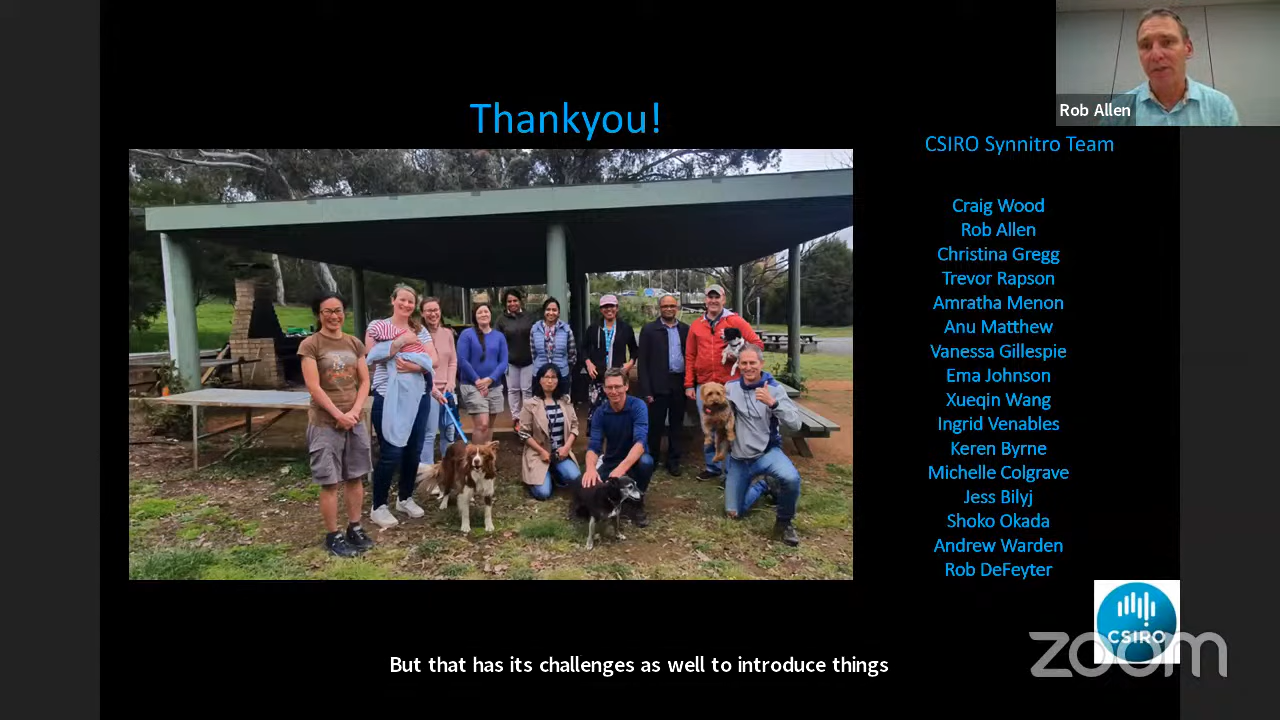 Thankyou!
Rob Allen
CSIRO Synnitro Team
Craig Wood
Rob Allen
Christina Gregg
Trevor Rapson
Amratha Menon
Anu Matthew
Vanessa Gillespie
Ema Johnson
Xueqin Wang
Ingrid Venables
Keren Byrne
Michelle Colgrave
Jess Bilyj
Shoko Okada
Andrew Warden
Rob DeFeyter
CSIRO
zoom
But that has its challenges as well to introduce things